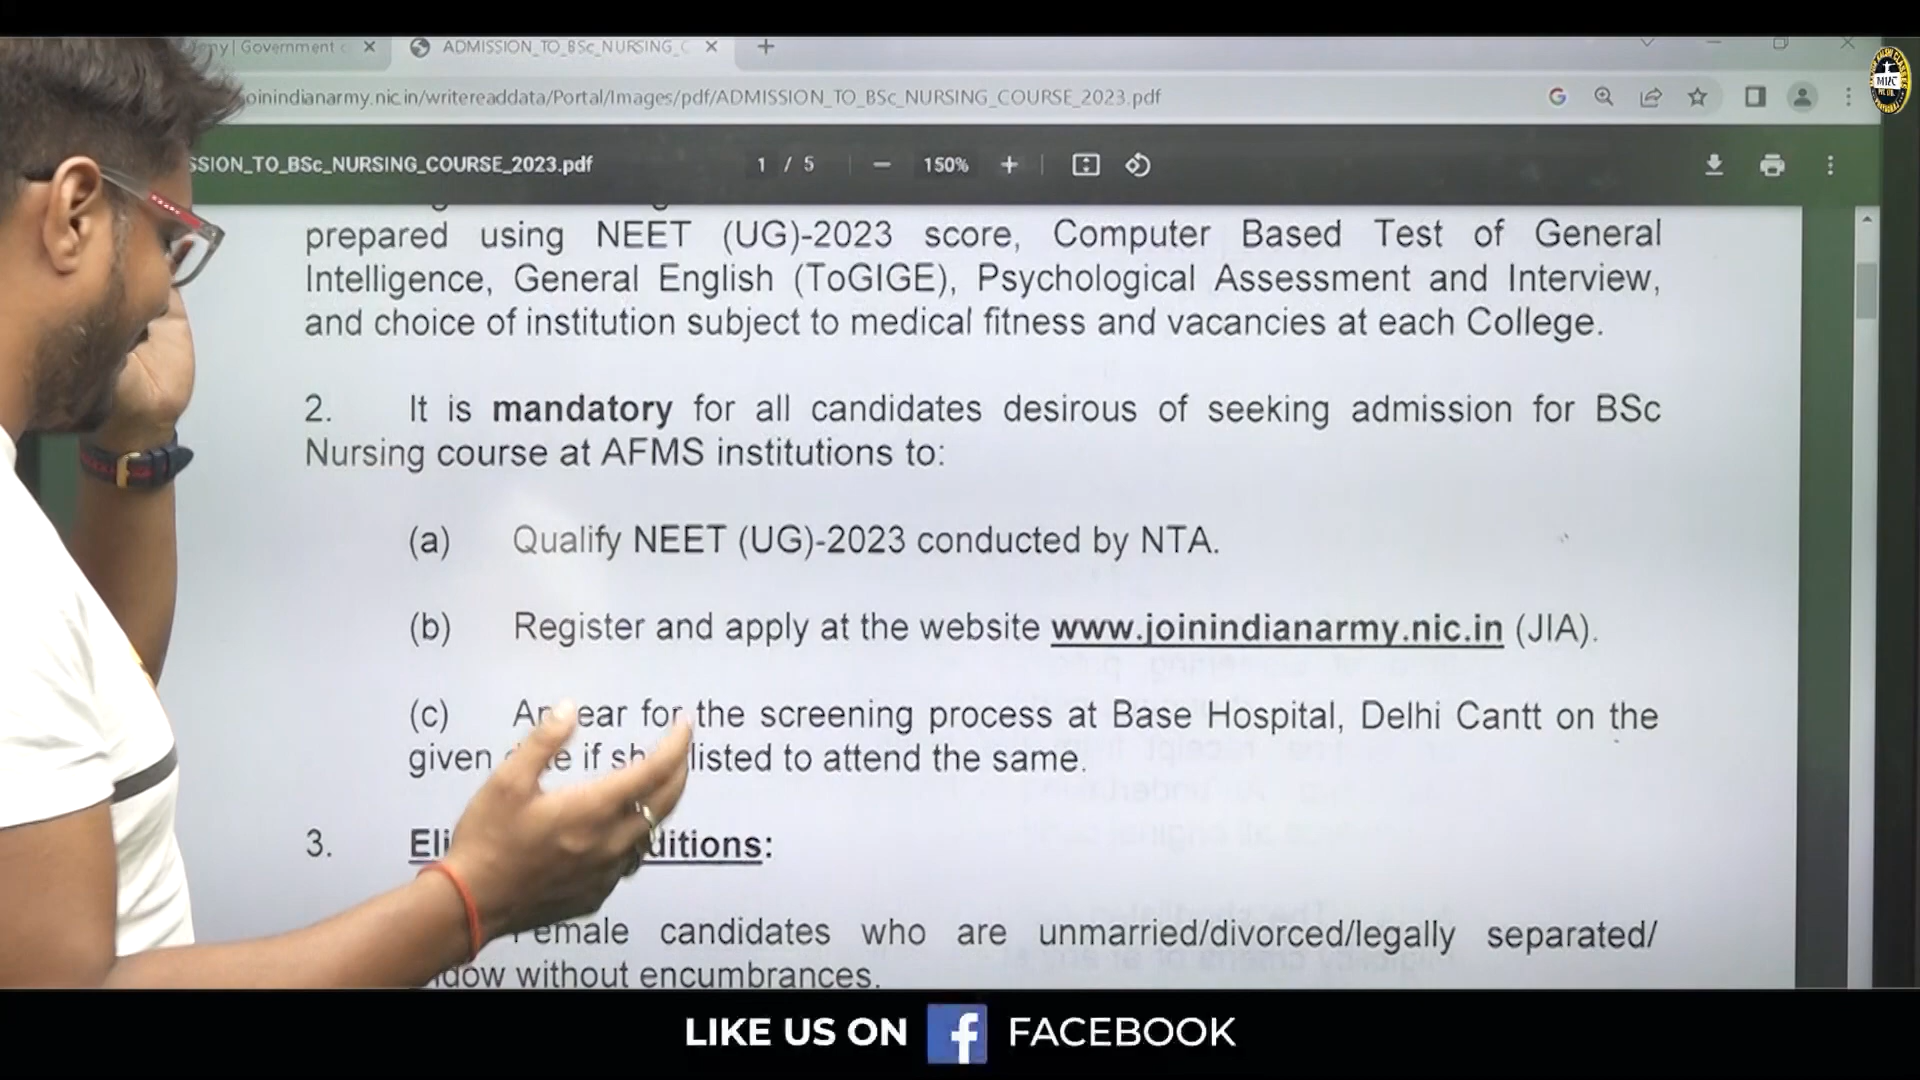 my | Government c
ADMISSION_TO_BSc_NURSING_C
oinindianarmy.nic.in/writereaddata/Portal/Images/pdf/ADMISSION_TO_BSc_NURSING_COURSE_2023.pdf
SSION_TO_BSc_NURSING_COURSE_2023.pdf 1 / 5 150%
prepared using NEET (UG)-2023 score, Computer Based Test of General
Intelligence, General English (ToGIGE), Psychological Assessment and Interview,
and choice of institution subject to medical fitness and vacancies at each College.
2. It is mandatory for all candidates desirous of seeking admission for BSc
Nursing course at AFMS institutions to:
(a) Qualify NEET (UG)-2023 conducted by NTA.
(b) Register and apply at the website www.joinindianarmy.nic.in (JIA).
(c) for the screening process at Base Hospital, Delhi Cantt on the
given if listed to attend the same.
3. Eli ditions:
Female candidates who are unmarried/divorced/legally separated/
dow without encumbrances.
LIKE US ON f FACEBOOK